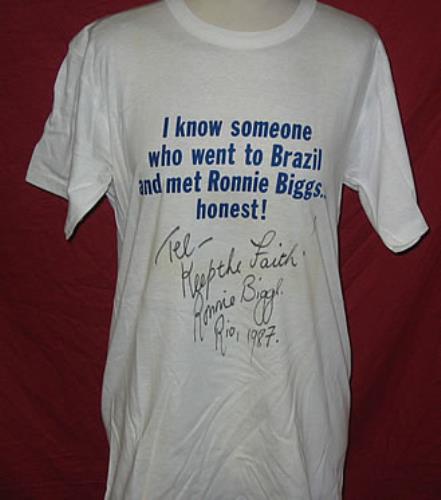 I know someone
who went to Brazil
and met Ronnie Biggs..
honest!
Tel-
Keep the Faith.
Ronnie Biggs.
Rio, 1987.